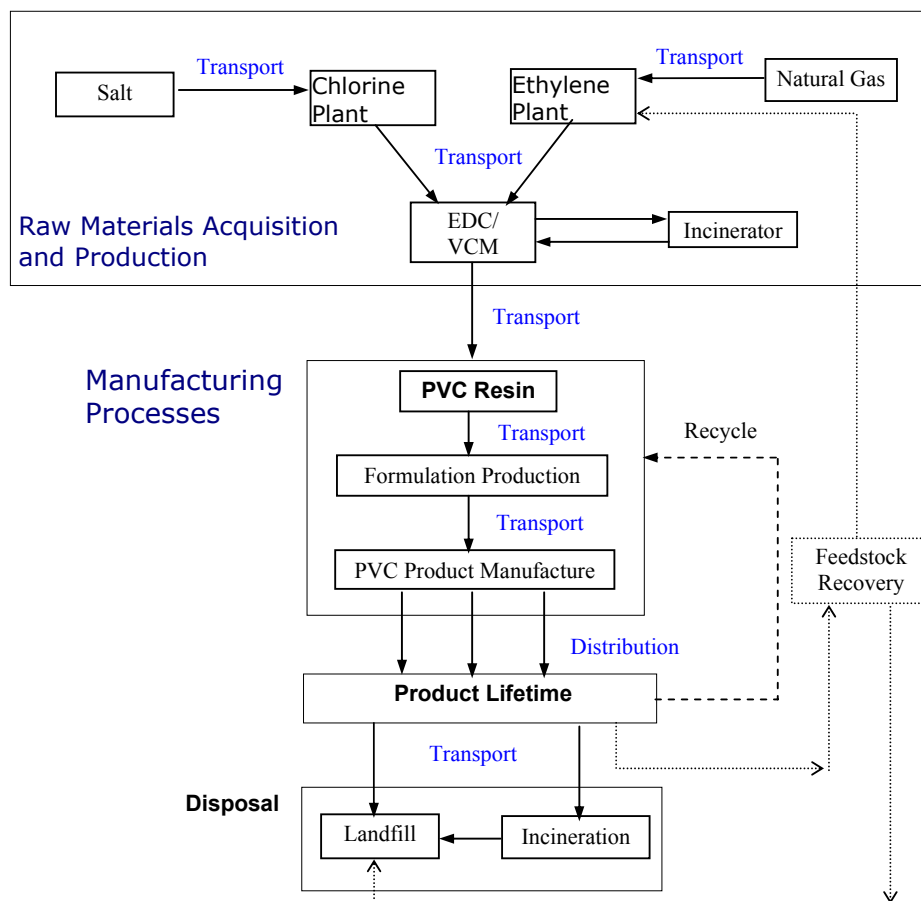 Transport
Transport
Salt
Chlorine
Plant
Ethylene
Plant
Natural Gas
Transport
Raw Materials Acquisition
and Production
EDC/
VCM
Incinerator
Transport
Manufacturing
Processes
PVC Resin
Transport
Recycle
Formulation Production
Transport
PVC Product Manufacture
Feedstock
Recovery
Distribution
Product Lifetime
Transport
Disposal
Landfill
Incineration